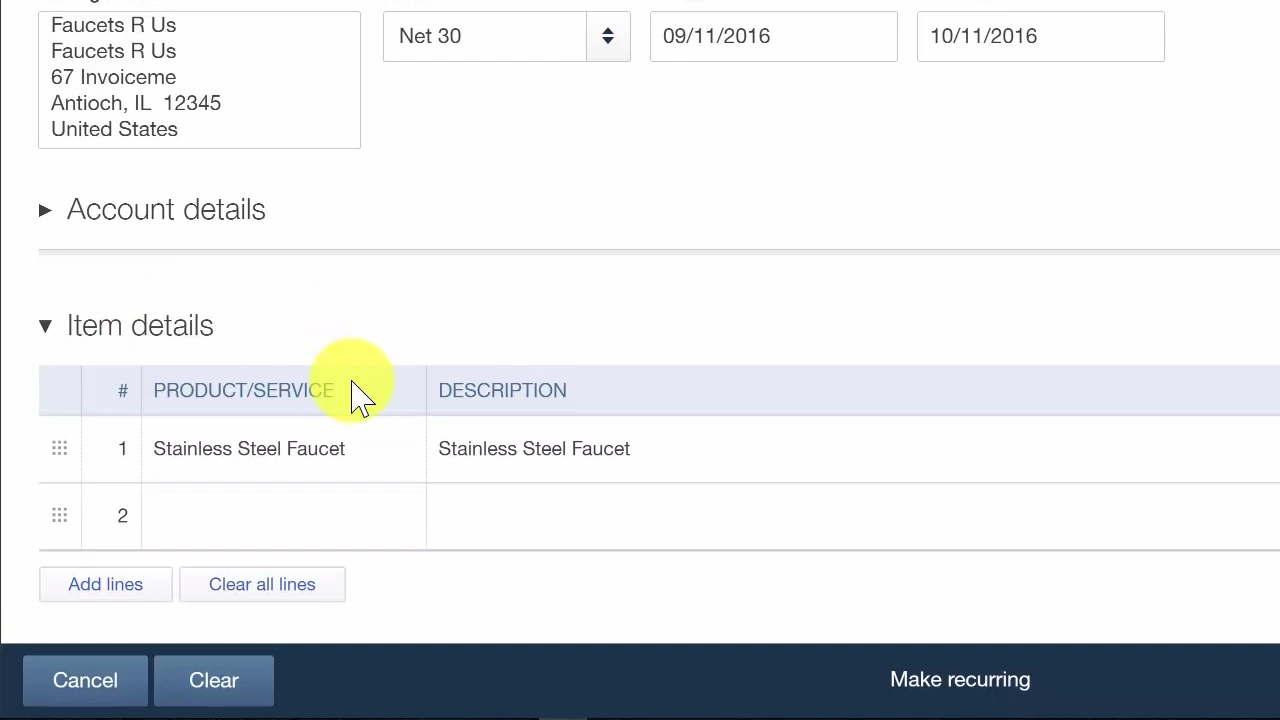 Faucets R Us
Faucets R Us
67 Invoiceme
Antioch, IL 12345
United States
Net 30
09/11/2016
10/11/2016
Account details
Item details
# PRODUCT/SERVICE DESCRIPTION
1 Stainless Steel Faucet Stainless Steel Faucet
2
Add lines Clear all lines
Cancel Clear Make recurring